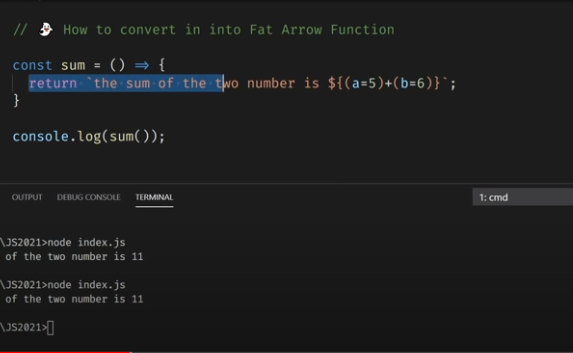 // 👻 How to convert in into Fat Arrow Function
const sum = () => {
return `the sum of the two number is ${(a=5)+(b=6)}`;
}
console.log(sum());
OUTPUT DEBUG CONSOLE TERMINAL 1: cmd
\JS2021>node index.js
of the two number is 11
\JS2021>node index.js
of the two number is 11
\JS2021>